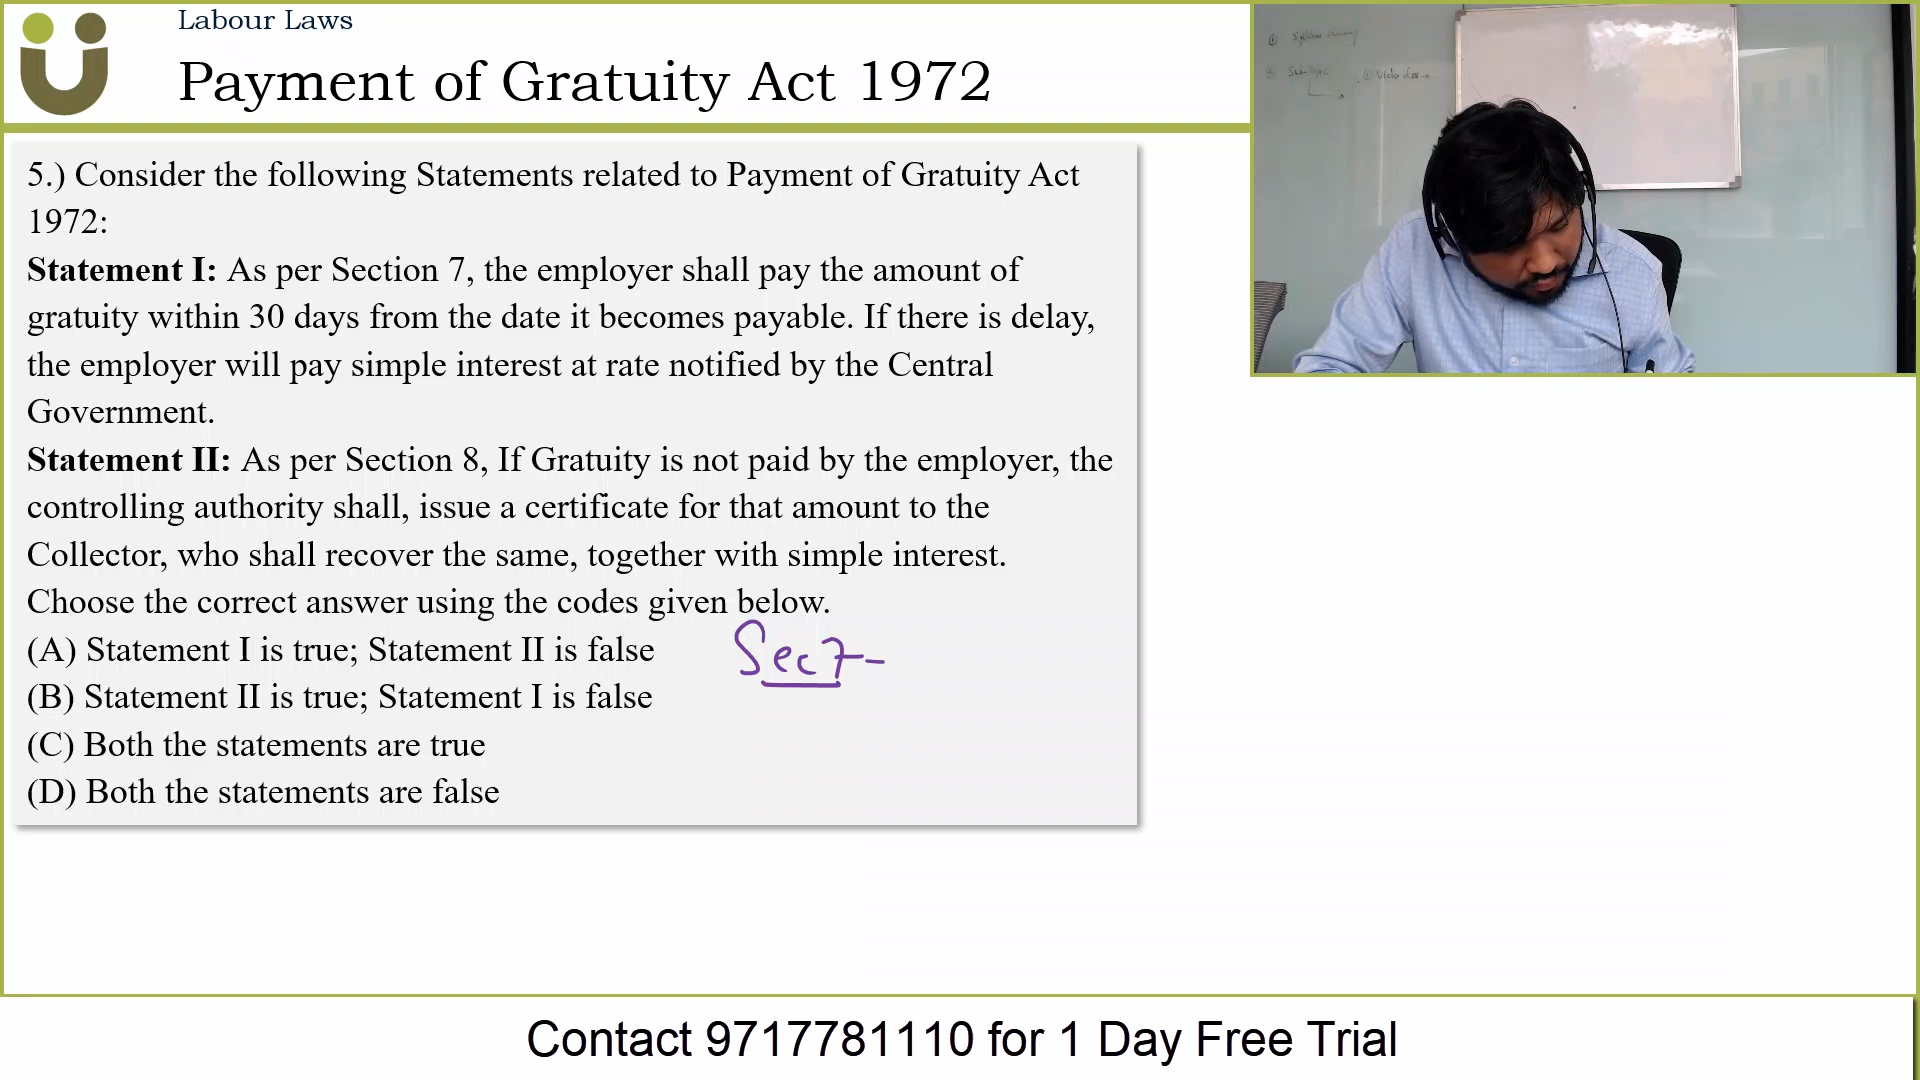 Labour Laws
Payment of Gratuity Act 1972
5.) Consider the following Statements related to Payment of Gratuity Act
1972:
Statement I: As per Section 7, the employer shall pay the amount of
gratuity within 30 days from the date it becomes payable. If there is delay,
the employer will pay simple interest at rate notified by the Central
Government.
Statement II: As per Section 8, If Gratuity is not paid by the employer, the
controlling authority shall, issue a certificate for that amount to the
Collector, who shall recover the same, together with simple interest.
Choose the correct answer using the codes given below.
(A) Statement I is true; Statement II is false
(B) Statement II is true; Statement I is false
(C) Both the statements are true
(D) Both the statements are false
Sec 7-
Contact 9717781110 for 1 Day Free Trial